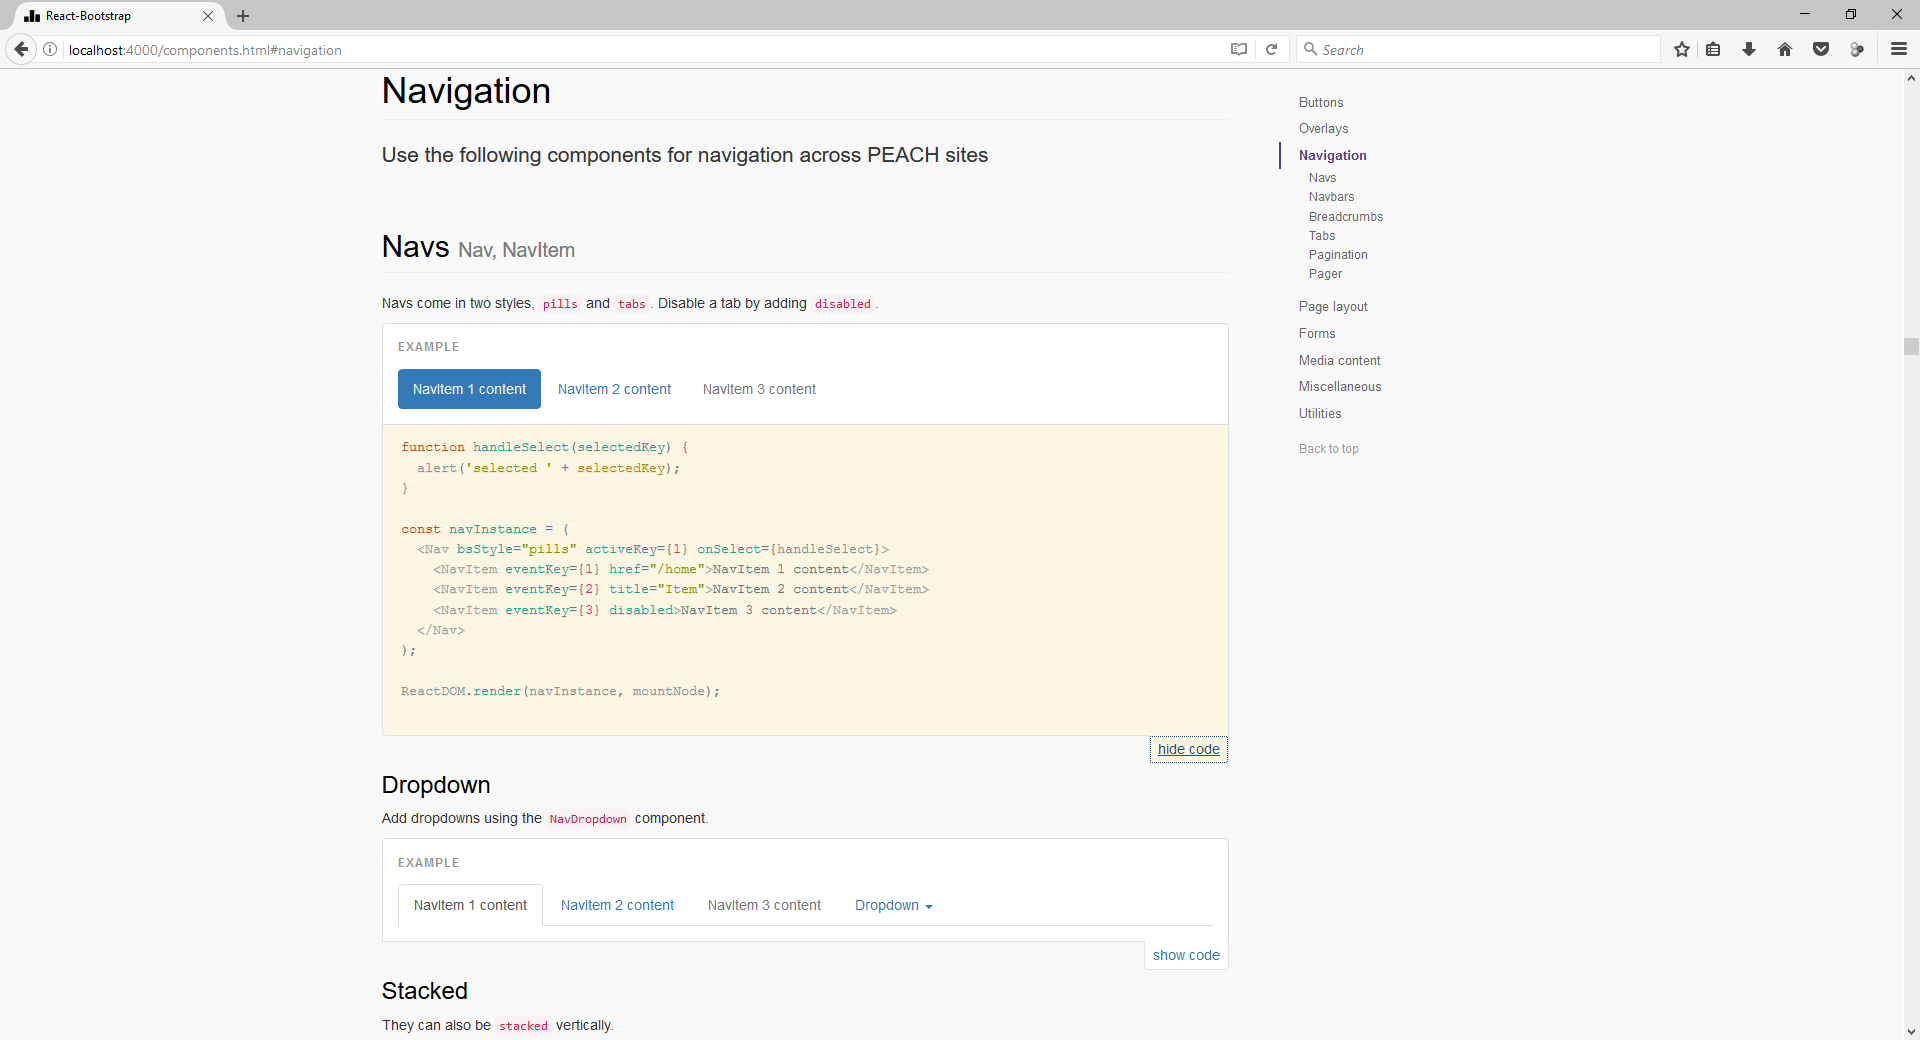 React-Bootstrap
localhost:4000/components.html#navigation
Search
Navigation
Use the following components for navigation across PEACH sites
Navs Nav, NavItem
Navs come in two styles, pills and tabs. Disable a tab by adding disabled.
EXAMPLE
NavItem 1 content NavItem 2 content NavItem 3 content
function handleSelect(selectedKey) {
  alert('selected ' + selectedKey);
}
const navInstance = (
  <Nav bsStyle="pills" activeKey={1} onSelect={handleSelect}>
    <NavItem eventKey={1} href="/home">NavItem 1 content</NavItem>
    <NavItem eventKey={2} title="Item">NavItem 2 content</NavItem>
    <NavItem eventKey={3} disabled>NavItem 3 content</NavItem>
  </Nav>
);
ReactDOM.render(navInstance, mountNode);
hide code
Dropdown
Add dropdowns using the NavDropdown component.
EXAMPLE
NavItem 1 content NavItem 2 content NavItem 3 content Dropdown
show code
Stacked
They can also be stacked vertically.
Buttons
Overlays
Navigation
Navs
Navbars
Breadcrumbs
Tabs
Pagination
Pager
Page layout
Forms
Media content
Miscellaneous
Utilities
Back to top